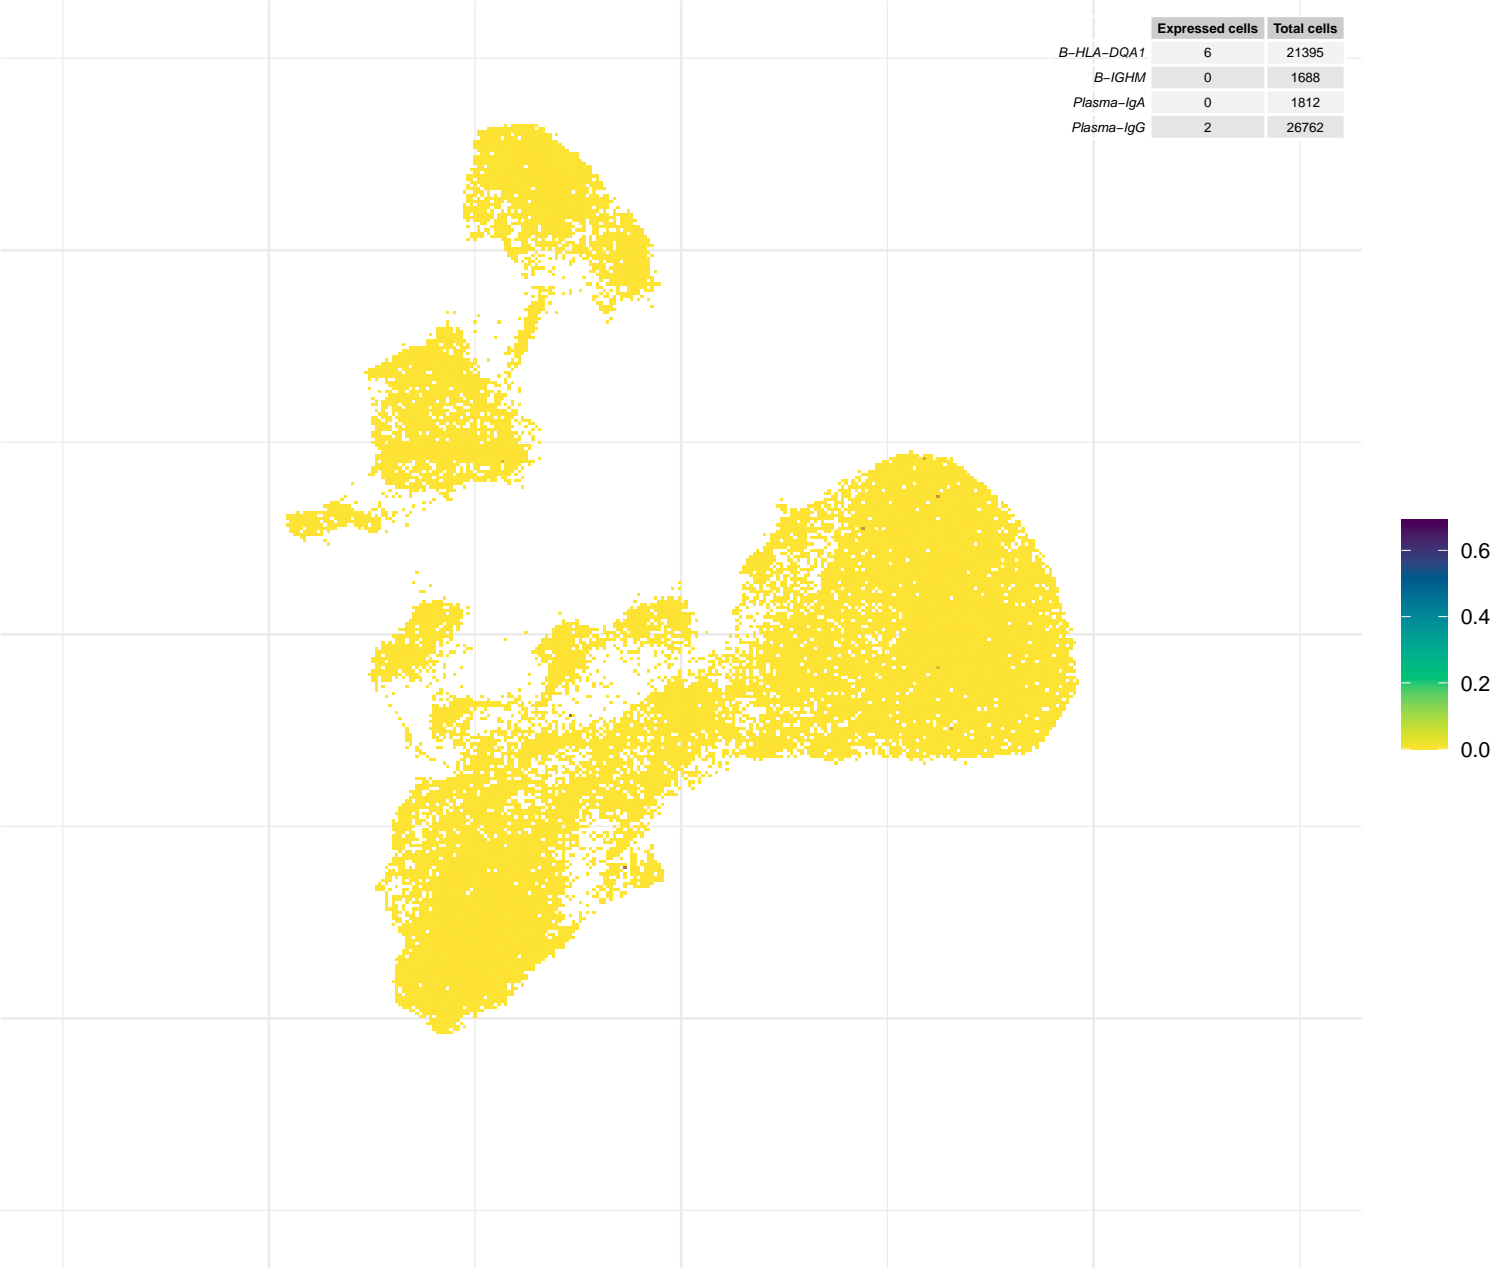 Expressed cells Total cells
B−HLA−DQA1 6 21395
B−IGHM 0 1688
Plasma−IgA 0 1812
Plasma−IgG 2 26762
0.6
0.4
0.2
0.0